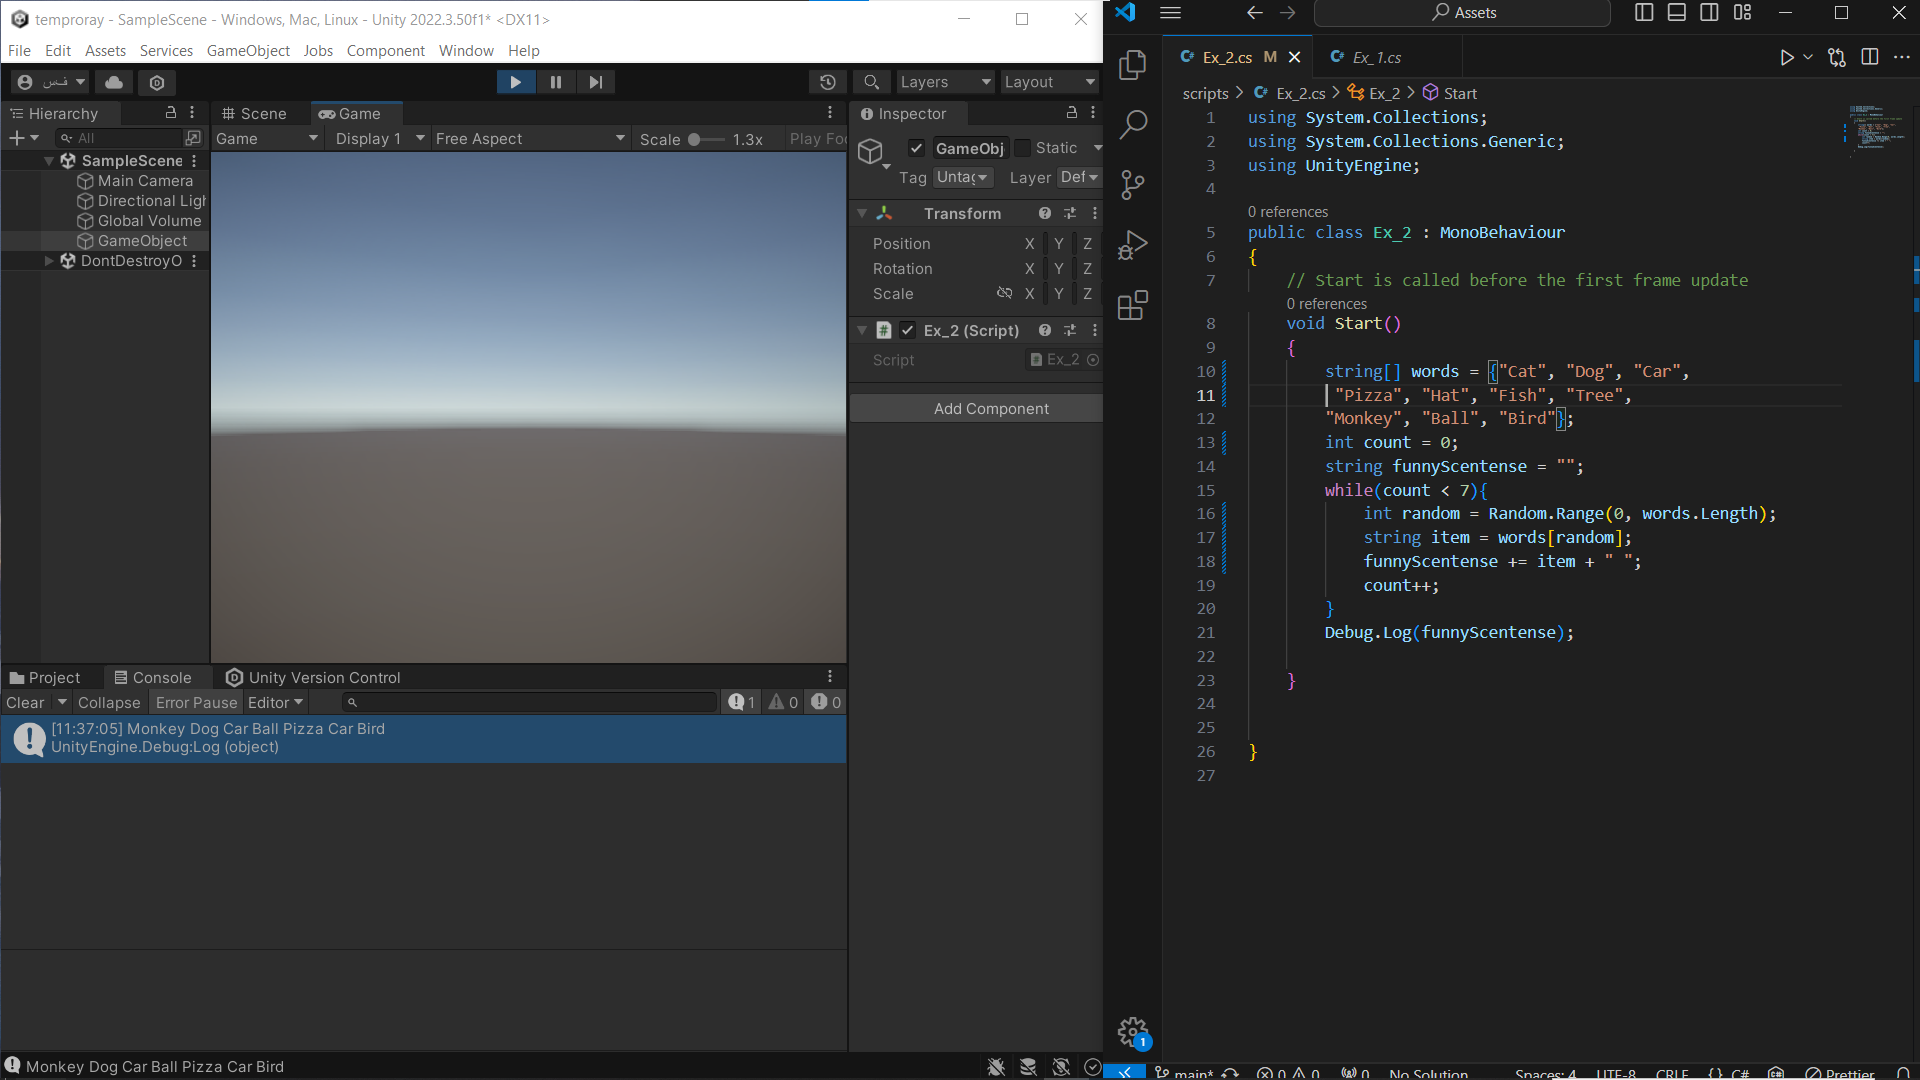 temproray - SampleScene - Windows, Mac, Linux - Unity 2022.3.50f1* <DX11>
File Edit Assets Services GameObject Jobs Component Window Help
فس
Layers
Layout
Hierarchy
All
SampleScene
Main Camera
Directional Ligh
Global Volume
GameObject
DontDestroyO
Scene Game
Game Display 1 Free Aspect Scale 1.3x Play Foc
Inspector
GameObj Static
Tag Untag Layer Def
Transform
Position X Y Z
Rotation X Y Z
Scale X Y Z
Ex_2 (Script)
Script Ex_2
Add Component
Project Console Unity Version Control
Clear Collapse Error Pause Editor 1 0 0
[11:37:05] Monkey Dog Car Ball Pizza Car Bird
UnityEngine.Debug:Log (object)
Monkey Dog Car Ball Pizza Car Bird
Assets
Ex_2.cs M Ex_1.cs
scripts > Ex_2.cs > Ex_2 > Start
1 using System.Collections;
2 using System.Collections.Generic;
3 using UnityEngine;
4
0 references
5 public class Ex_2 : MonoBehaviour
6 {
7 // Start is called before the first frame update
0 references
8 void Start()
9 {
10 string[] words = {"Cat", "Dog", "Car",
11 "Pizza", "Hat", "Fish", "Tree",
12 "Monkey", "Ball", "Bird"};
13 int count = 0;
14 string funnyScentense = "";
15 while(count < 7){
16 int random = Random.Range(0, words.Length);
17 string item = words[random];
18 funnyScentense += item + " ";
19 count++;
20 }
21 Debug.Log(funnyScentense);
22
23 }
24
25
26 }
27
1
main* 0 0 0 No Solution Spaces: 4 UTF-8 CRLF {} C# Prettier